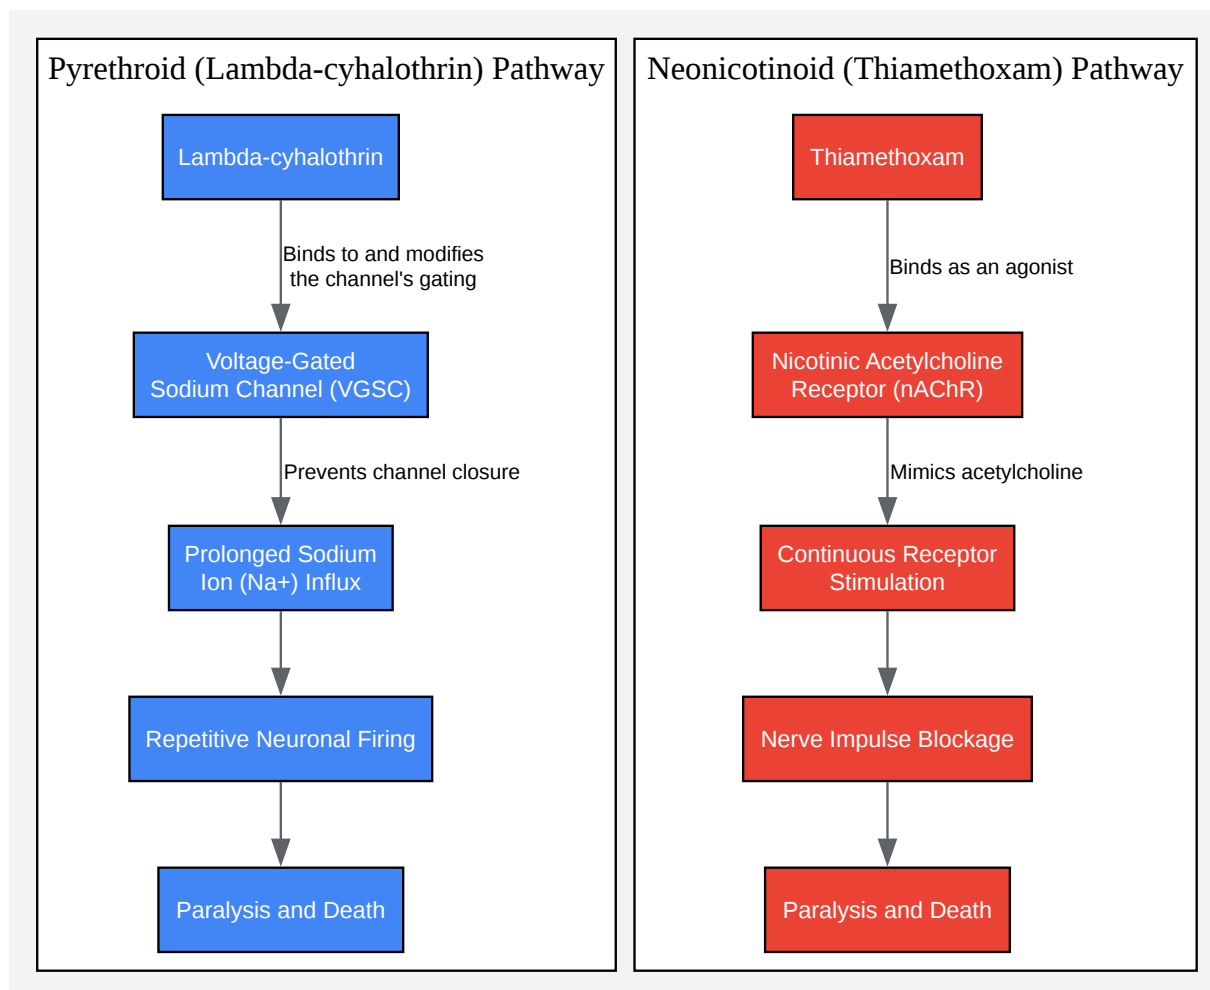 Pyrethroid (Lambda-cyhalothrin) Pathway
Lambda-cyhalothrin
Binds to and modifies
the channel's gating
Voltage-Gated
Sodium Channel (VGSC)
Prevents channel closure
Prolonged Sodium
Ion (Na+) Influx
Repetitive Neuronal Firing
Paralysis and Death
Neonicotinoid (Thiamethoxam) Pathway
Thiamethoxam
Binds as an agonist
Nicotinic Acetylcholine
Receptor (nAChR)
Mimics acetylcholine
Continuous Receptor
Stimulation
Nerve Impulse Blockage
Paralysis and Death